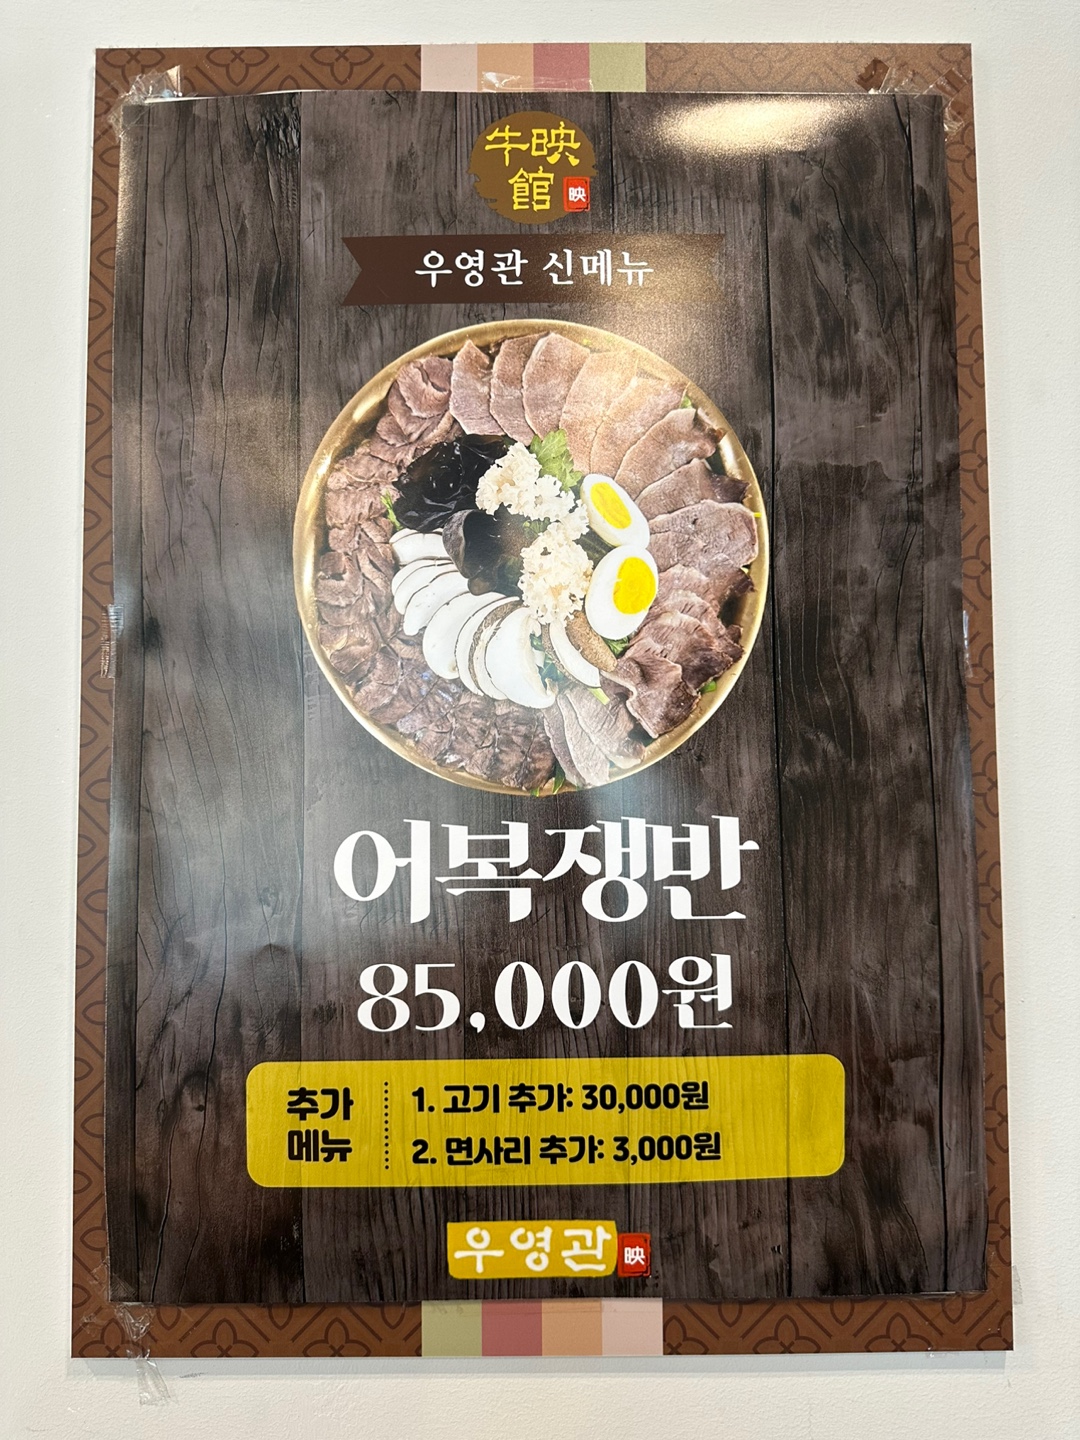 牛映
館 映
우영관 신메뉴
어복쟁반
85,000원
추가
메뉴
1. 고기 추가: 30,000원
2. 면사리 추가: 3,000원
우영관 映